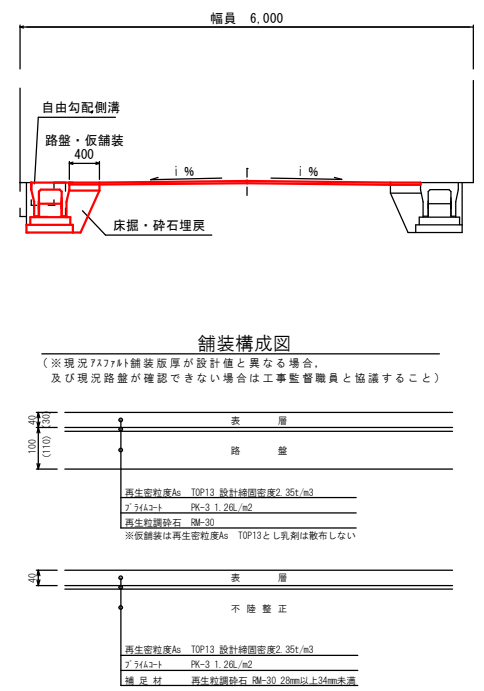 幅員 6,000
自由勾配側溝
路盤・仮舗装
400
i %
i %
床掘・砕石埋戻
舗装構成図
(※現況アスファルト舗装版厚が設計値と異なる場合,
及び現況路盤が確認できない場合は工事監督職員と協議すること)
40
(30)
表 層
100
(110)
路 盤
再生密粒度As TOP13 設計締固密度2.35t/m3
プライムコート PK-3 1.26L/m2
再生粒調砕石 RM-30
※仮舗装は再生密粒度As TOP13とし乳剤は散布しない
40
表 層
不 陸 整 正
再生密粒度As TOP13 設計締固密度2.35t/m3
プライムコート PK-3 1.26L/m2
補 足 材 再生粒調砕石 RM-30 28mm以上34mm未満